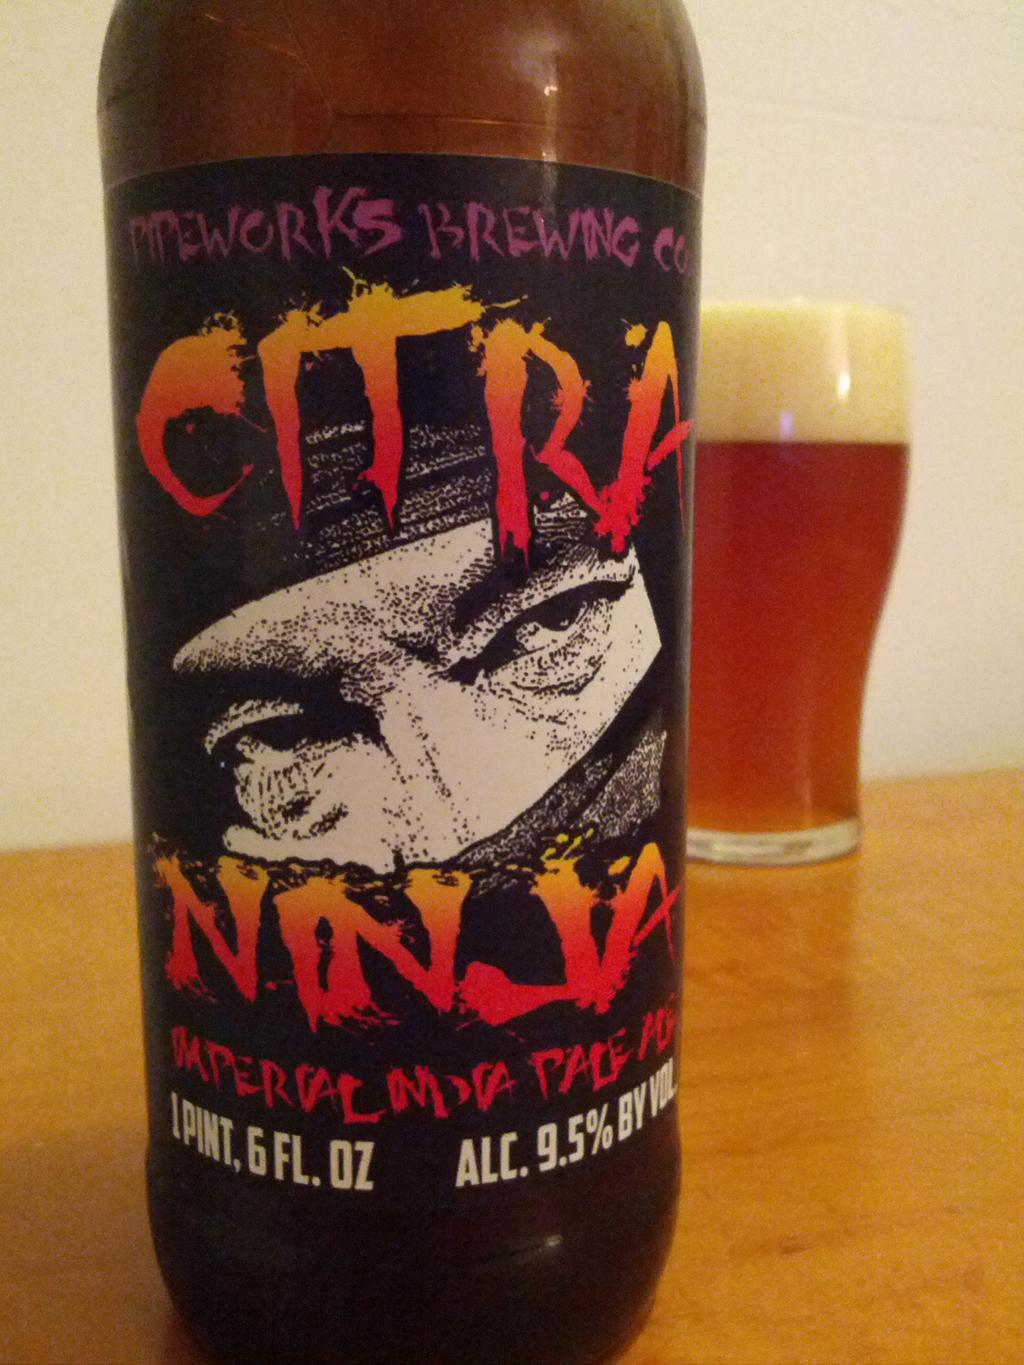 PIPEWORKS BREWING CO.
CITRA
NINJA
IMPERIAL INDIA PALE ALE
1 PINT, 6 FL. OZ
ALC. 9.5% BY VOL.